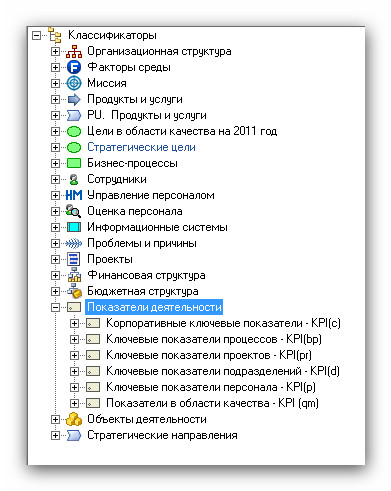 Классификаторы
Организационная структура
F Факторы среды
Миссия
Продукты и услуги
PU. Продукты и услуги
Цели в области качества на 2011 год
Стратегические цели
Бизнес-процессы
Сотрудники
HM Управление персоналом
Оценка персонала
Информационные системы
Проблемы и причины
Проекты
Финансовая структура
Бюджетная структура
Показатели деятельности
Корпоративные ключевые показатели - KPI(c)
Ключевые показатели процессов - KPI(bp)
Ключевые показатели проектов - KPI(pr)
Ключевые показатели подразделений - KPI(d)
Ключевые показатели персонала - KPI(p)
Показатели в области качества - KPI (qm)
Объекты деятельности
Стратегические направления